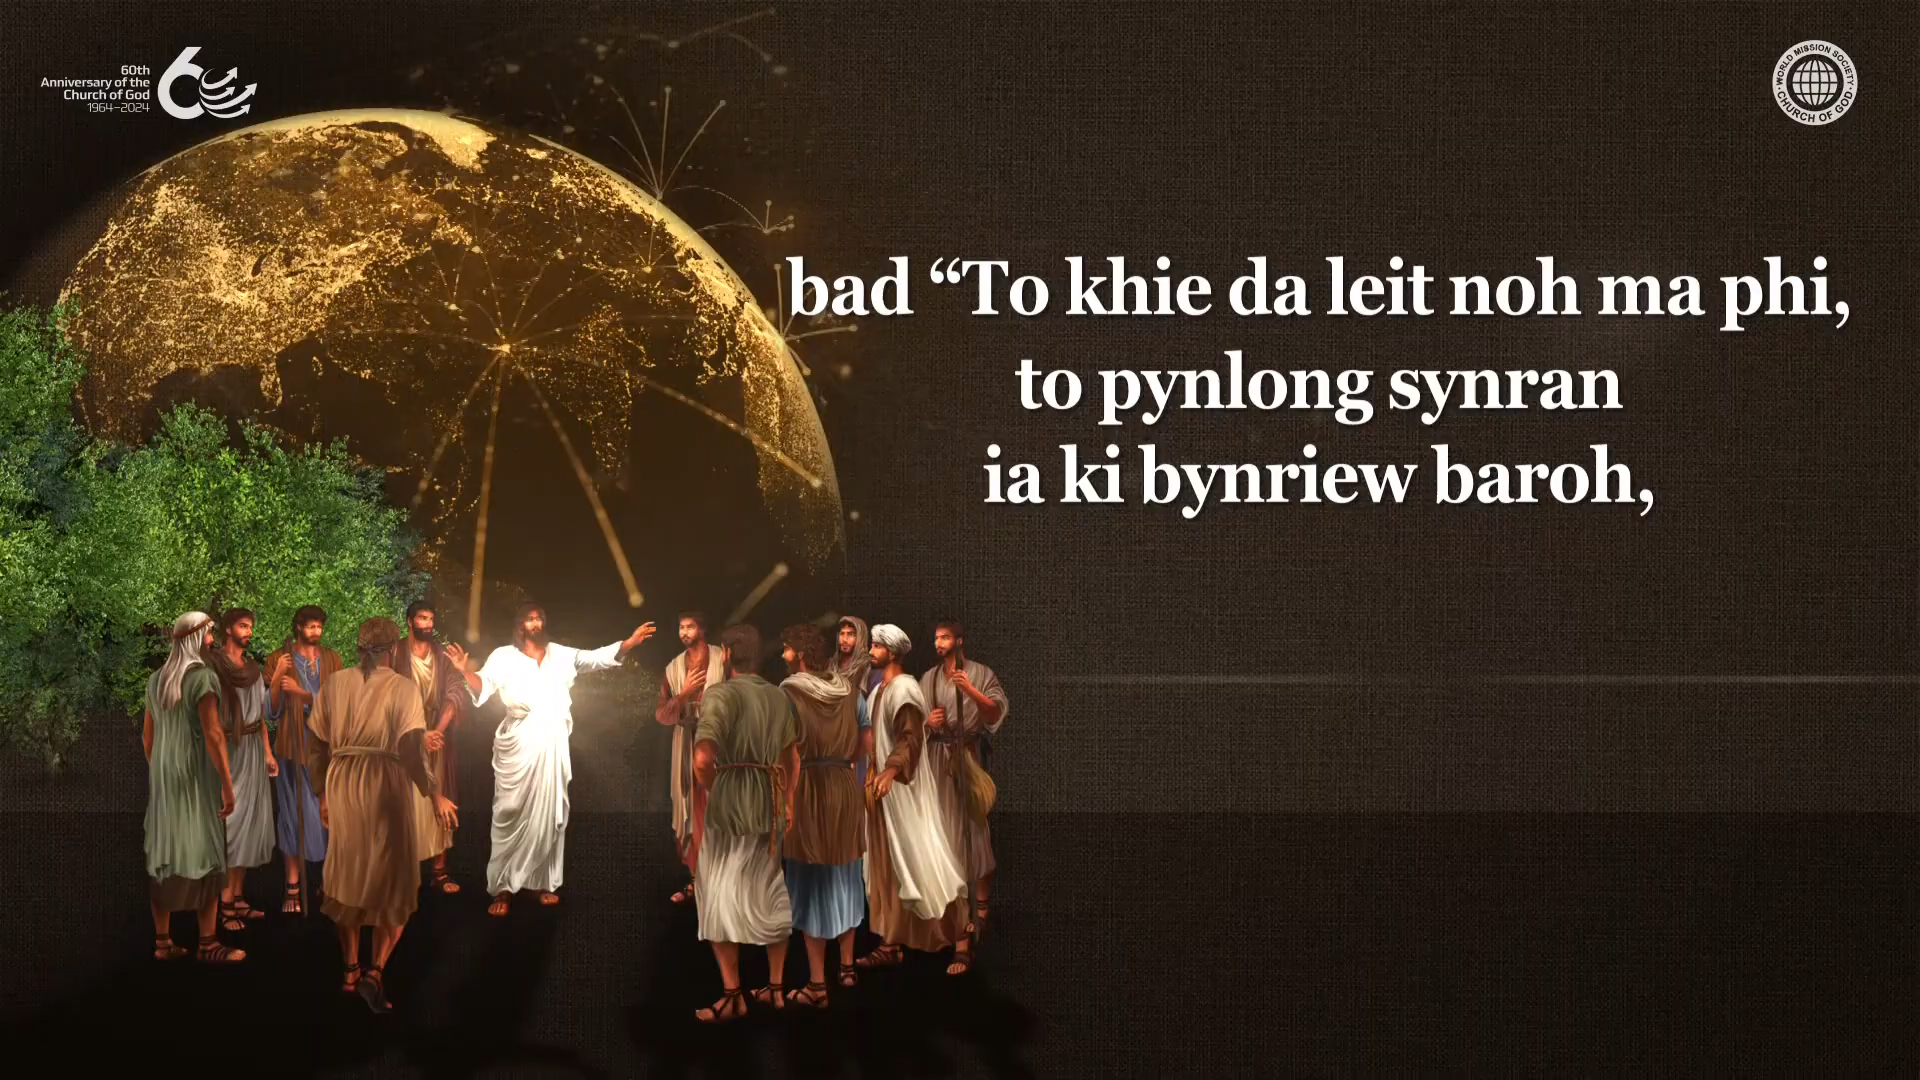 60th
Anniversary of the
Church of God
1964–2024
60
WORLD MISSION SOCIETY
CHURCH OF GOD
bad “To khie da leit noh ma phi,
to pynlong synran
ia ki bynriew baroh,